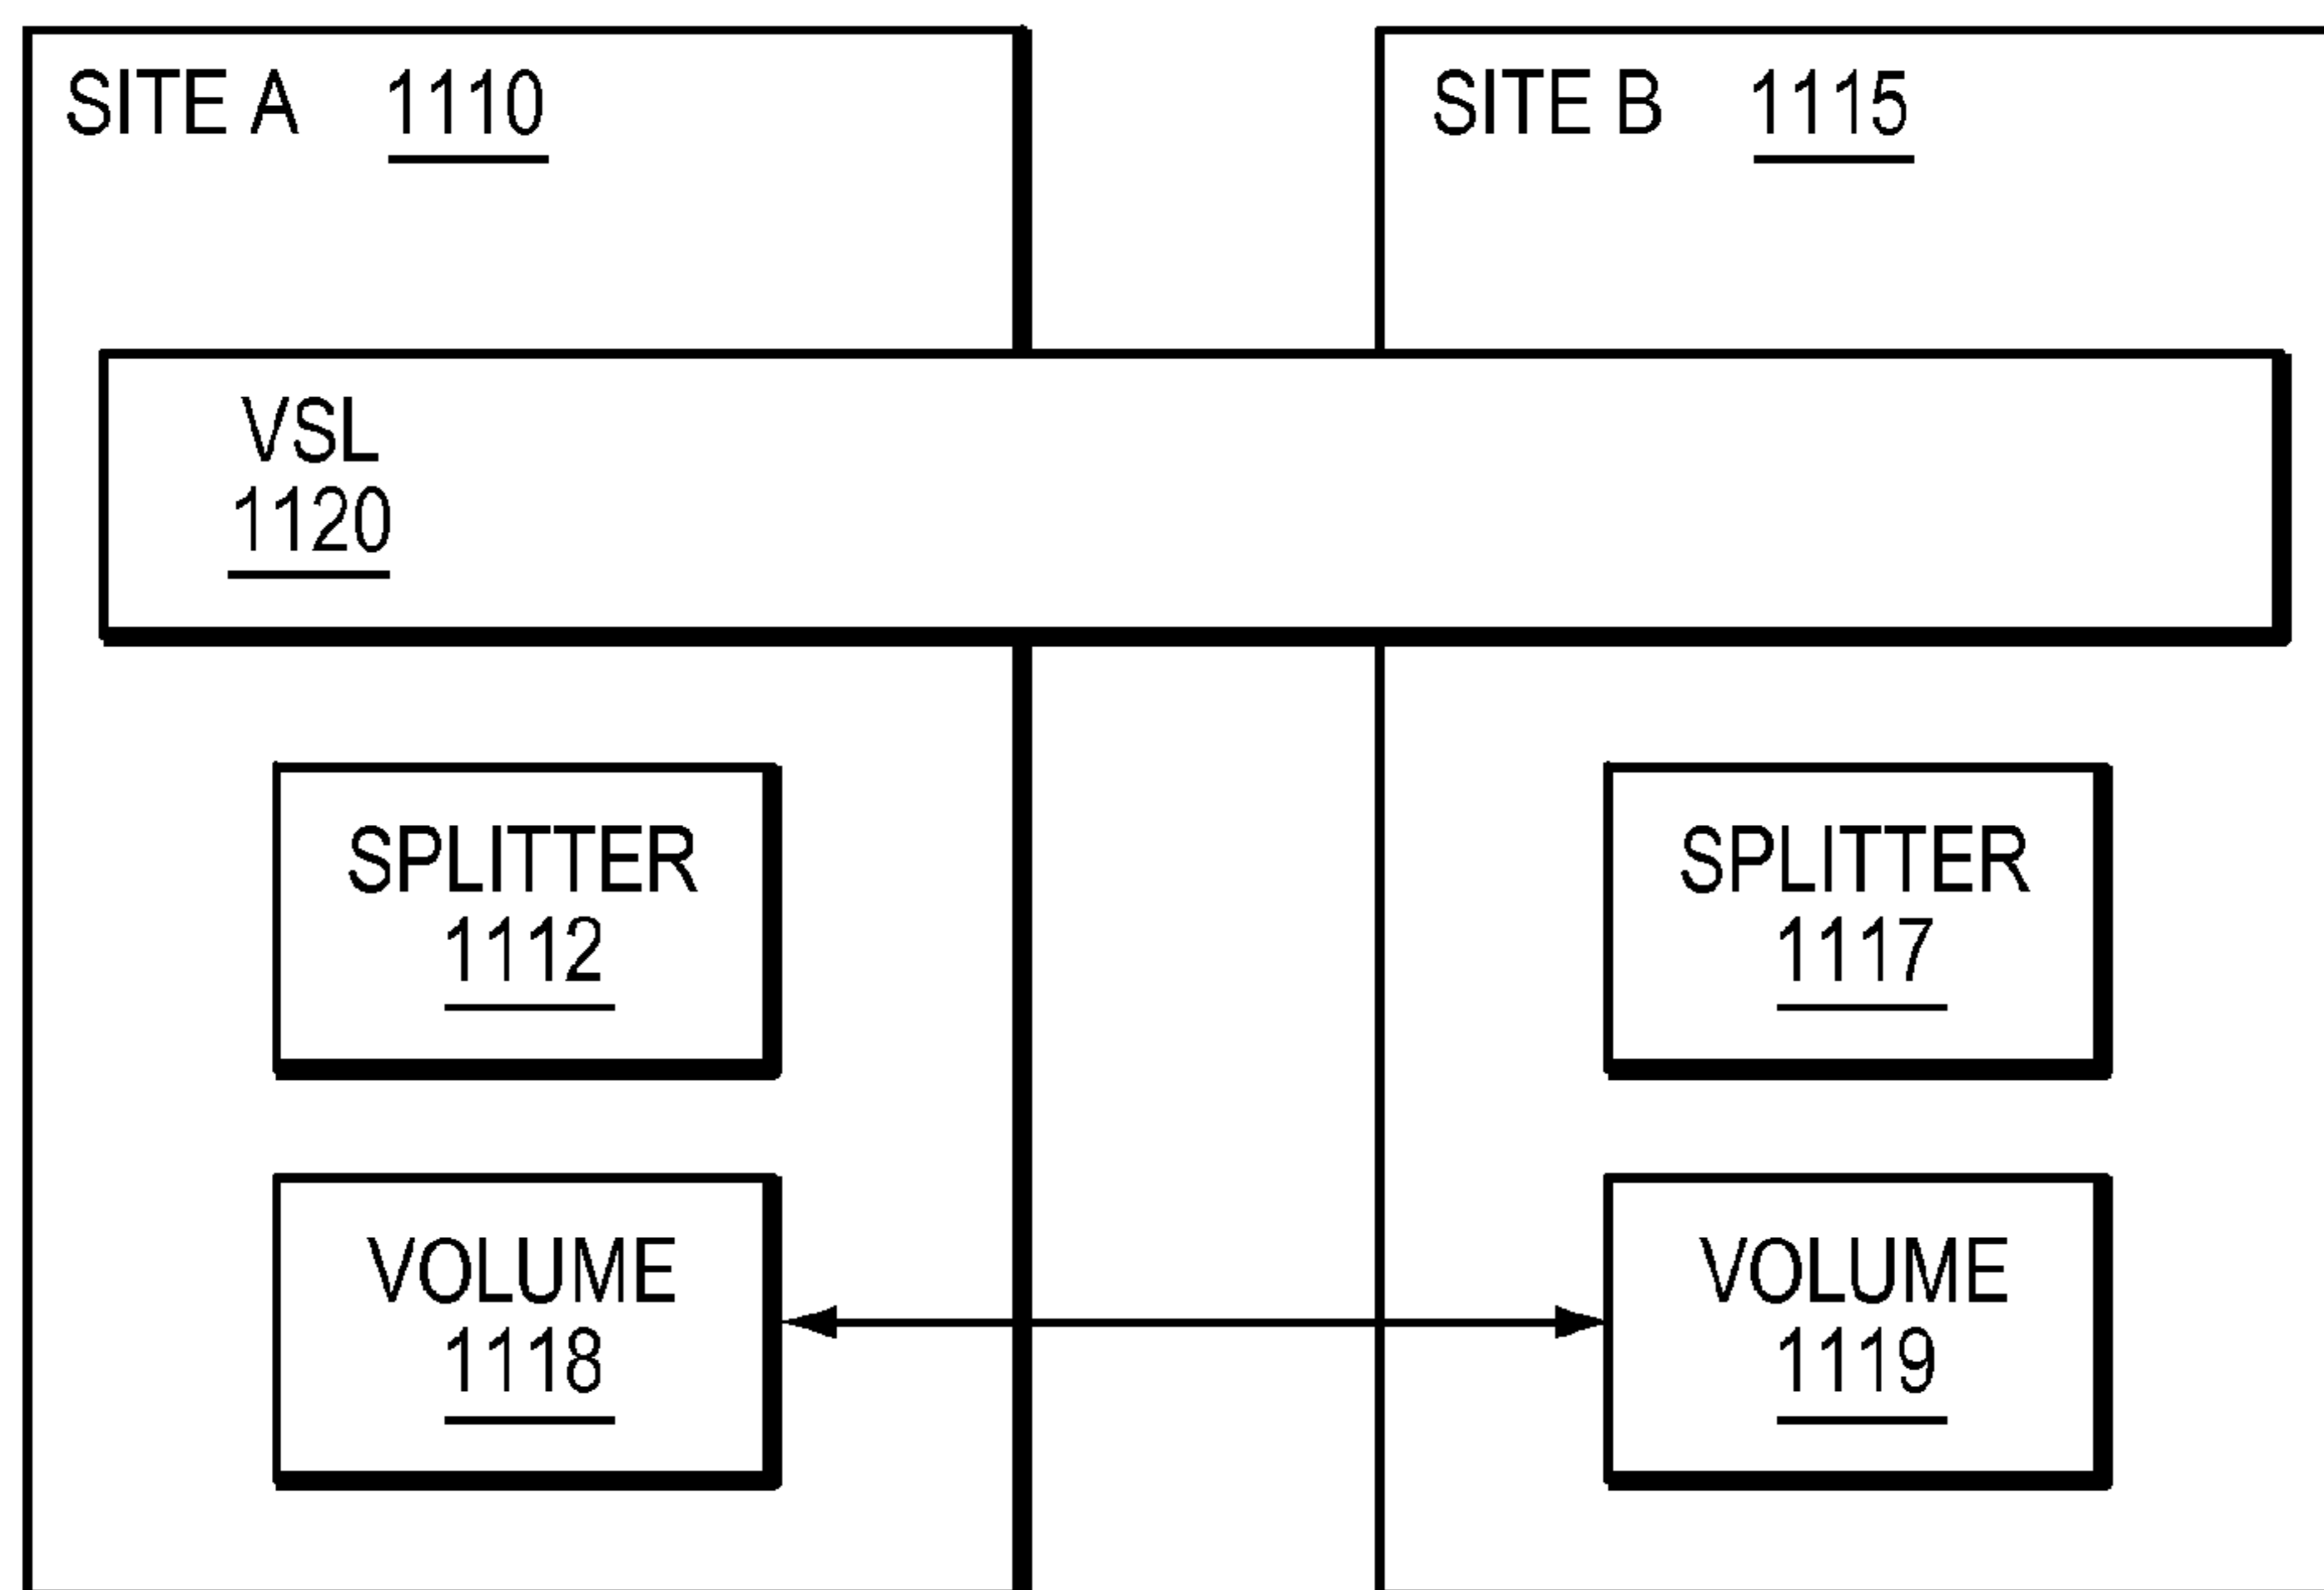 SITE A 1110
SITE B 1115
VSL
1120
SPLITTER
1112
SPLITTER
1117
VOLUME
1118
VOLUME
1119